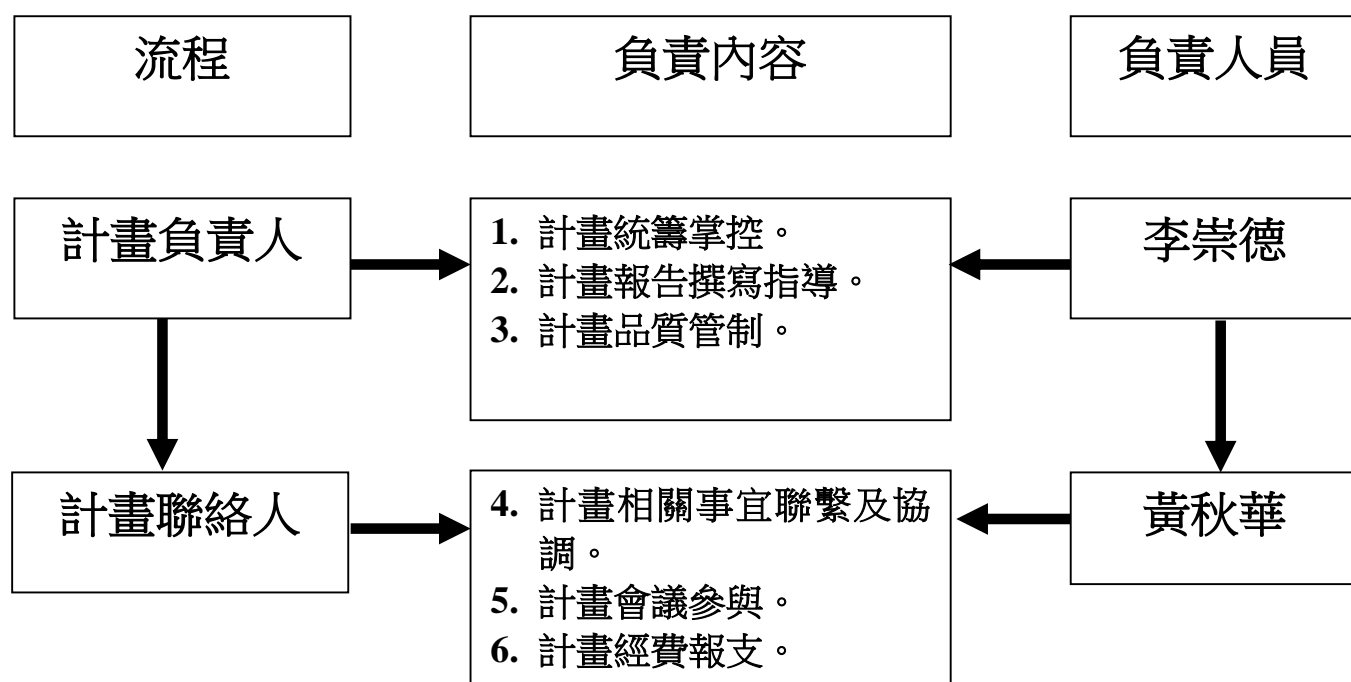 流程
負責內容
負責人員
計畫負責人
1. 計畫統籌掌控。
2. 計畫報告撰寫指導。
3. 計畫品質管制。
李崇德
計畫聯絡人
4. 計畫相關事宜聯繫及協
調。
5. 計畫會議參與。
6. 計畫經費報支。
黃秋華